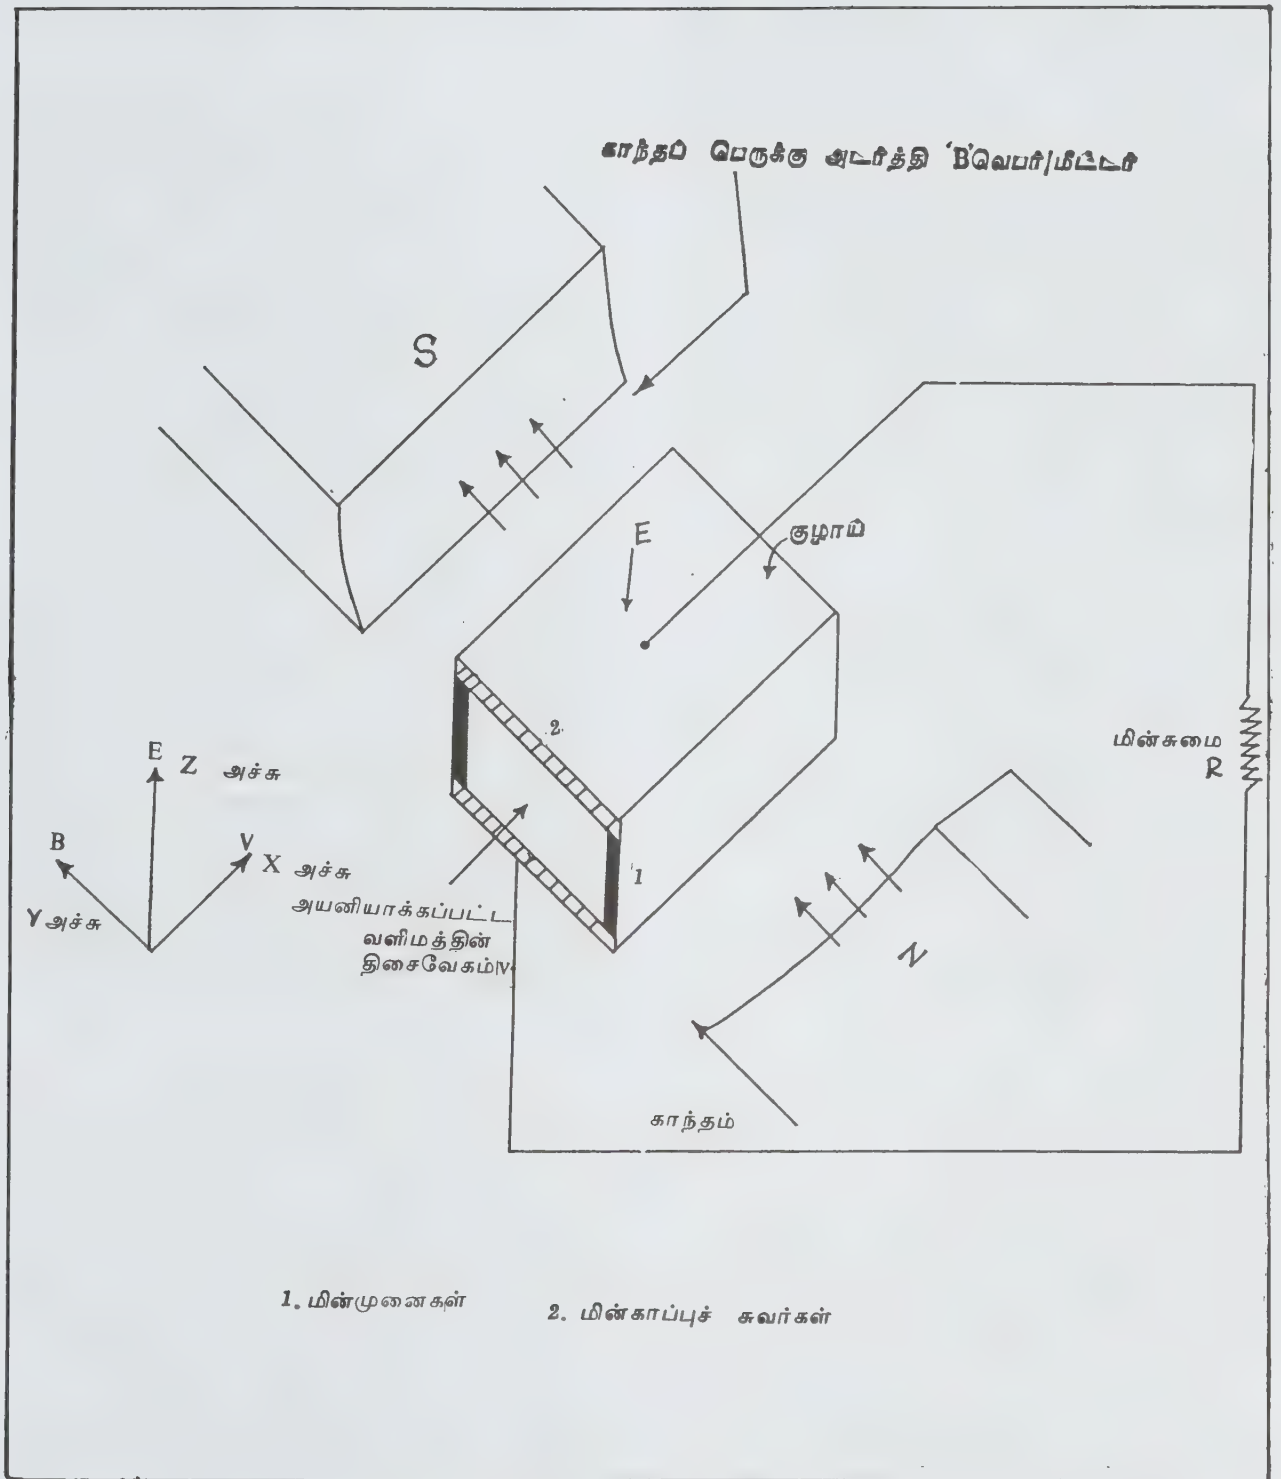 காந்தப் பெருக்கு அடர்த்தி 'B'வெபர்/மீட்டர்
S
E
குழாய்
2
மின்சுமை
R
E
Z அச்சு
B
V
X அச்சு
Y அச்சு
1
அயனியாக்கப்பட்ட
வளிமத்தின்
திசைவேகம் V
N
காந்தம்
1. மின்முனைகள் 2. மின்காப்புச் சுவர்கள்